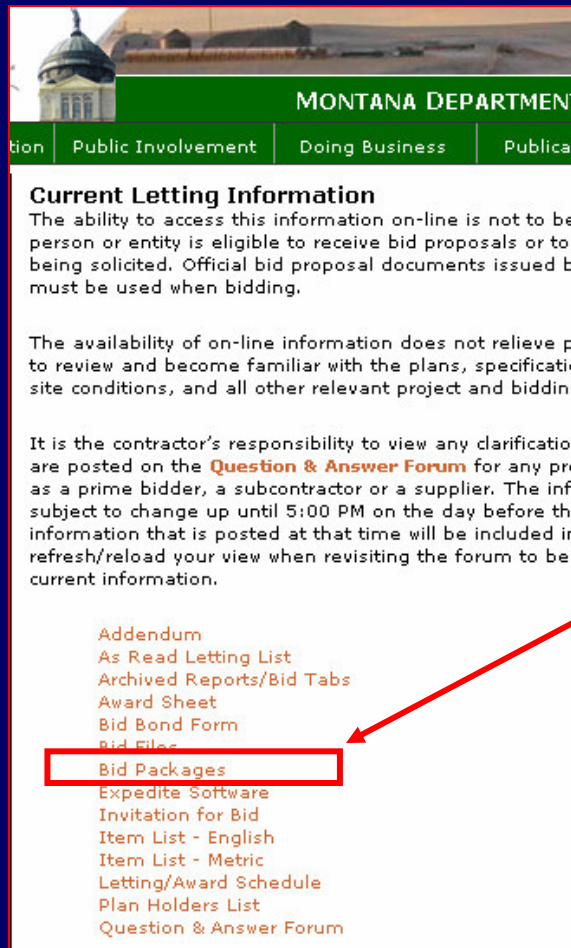 MONTANA DEPARTMENT
tion Public Involvement Doing Business Publica
Current Letting Information
The ability to access this information on-line is not to be
person or entity is eligible to receive bid proposals or to
being solicited. Official bid proposal documents issued b
must be used when bidding.
The availability of on-line information does not relieve p
to review and become familiar with the plans, specificatio
site conditions, and all other relevant project and biddin
It is the contractor's responsibility to view any clarificatio
are posted on the Question & Answer Forum for any pro
as a prime bidder, a subcontractor or a supplier. The inf
subject to change up until 5:00 PM on the day before th
information that is posted at that time will be included in
refresh/reload your view when revisiting the forum to be
current information.
Addendum
As Read Letting List
Archived Reports/Bid Tabs
Award Sheet
Bid Bond Form
Bid Files
Bid Packages
Expedite Software
Invitation for Bid
Item List - English
Item List - Metric
Letting/Award Schedule
Plan Holders List
Question & Answer Forum